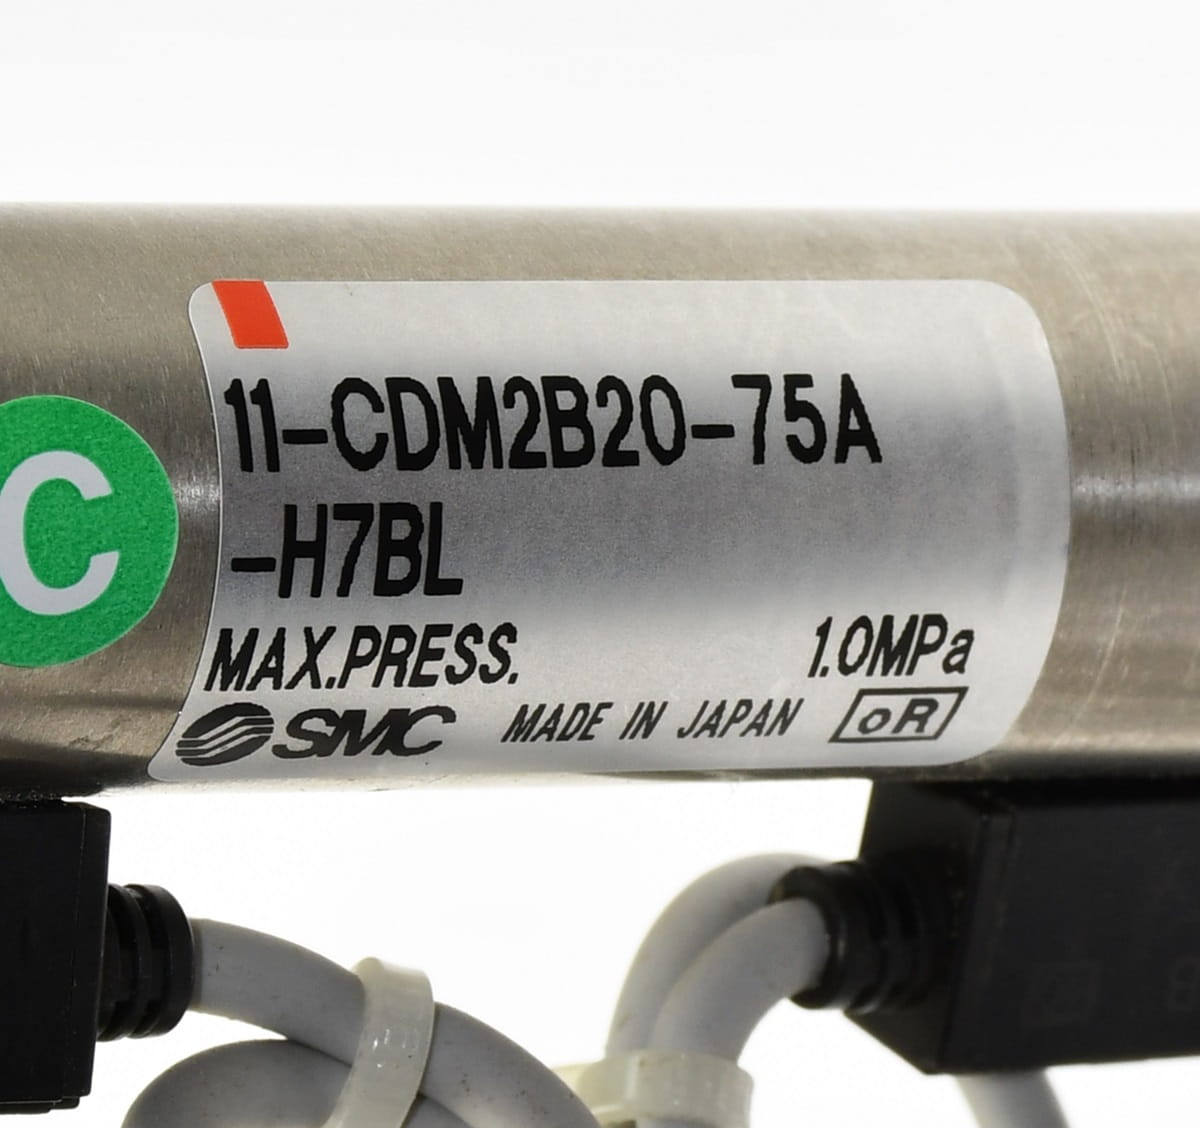 11-CDM2B20-75A
-H7BL
MAX.PRESS. 1.0MPa
SMC MADE IN JAPAN oR
C